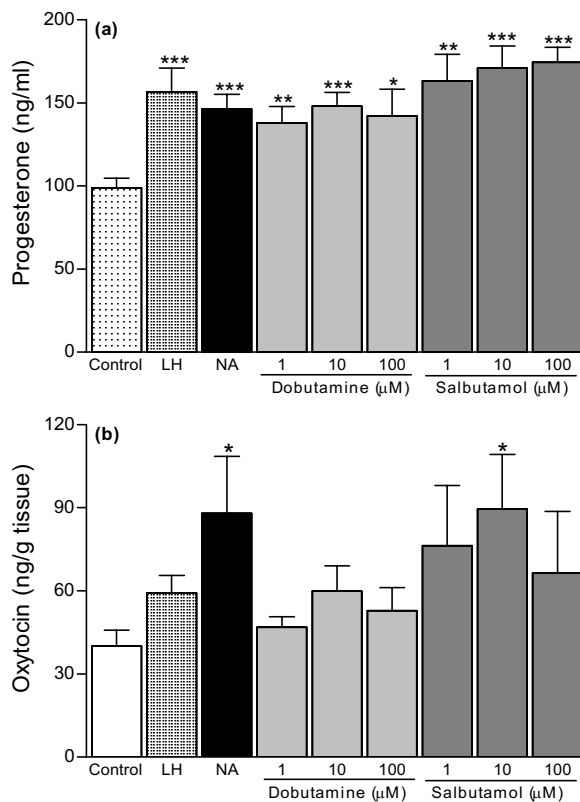 (a)
Progesterone (ng/ml)
200
150
100
50
0
***
***
**
***
*
**
***
***
Control LH NA 1 10 100 1 10 100
Dobutamine (μM) Salbutamol (μM)
(b)
Oxytocin (ng/g tissue)
120
90
60
30
0
*
*
Control LH NA 1 10 100 1 10 100
Dobutamine (μM) Salbutamol (μM)